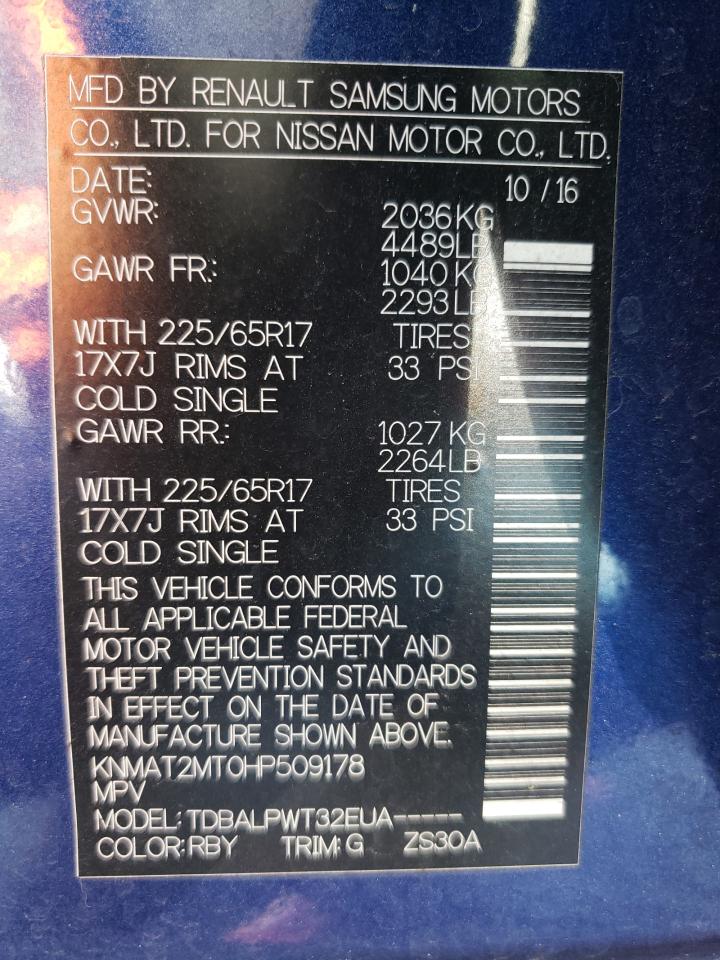 MFD BY RENAULT SAMSUNG MOTORS
CO., LTD. FOR NISSAN MOTOR CO., LTD.
DATE: 10 / 16
GVWR: 2036 KG
4489LB
GAWR FR: 1040 KG
2293 LB
WITH 225/65R17 TIRES
17X7J RIMS AT 33 PSI
COLD SINGLE
GAWR RR: 1027 KG
2264LB
WITH 225/65R17 TIRES
17X7J RIMS AT 33 PSI
COLD SINGLE
THIS VEHICLE CONFORMS TO
ALL APPLICABLE FEDERAL
MOTOR VEHICLE SAFETY AND
THEFT PREVENTION STANDARDS
IN EFFECT ON THE DATE OF
MANUFACTURE SHOWN ABOVE.
KNMAT2MT0HP509178
MPV
MODEL: TDBALPWT32EUA-----
COLOR: RBY TRIM: G ZS30A